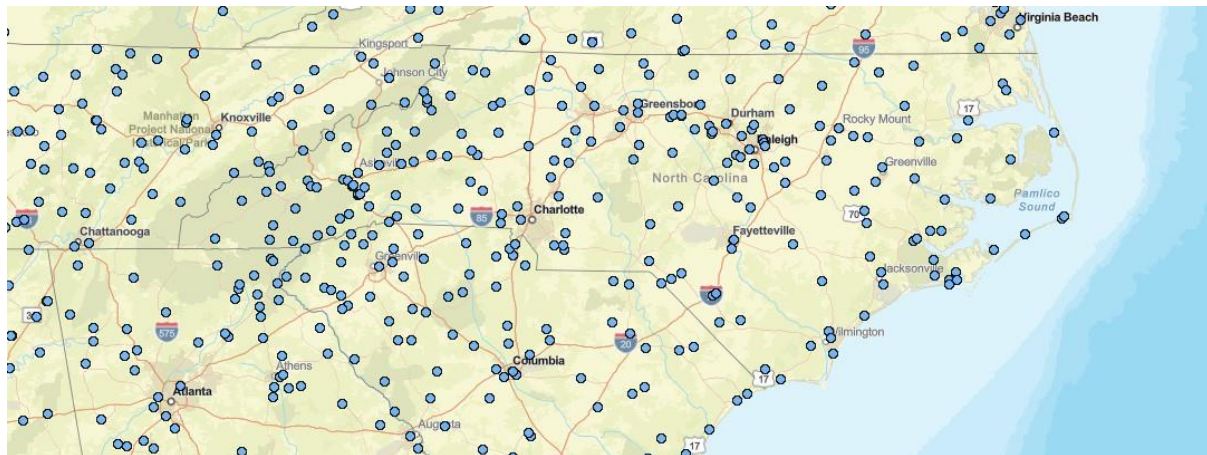 Virginia Beach
Kingsport
95
Johnson City
17
Manhattan
Project National
Historical Park
Knoxville
Greensboro
Durham
Raleigh
Rocky Mount
Asheville
Greenville
North Carolina
Pamlico
Sound
85
Charlotte
70
Chattanooga
Fayetteville
Greenville
Jacksonville
575
20
Wilmington
Columbia
Athens
17
Atlanta
Augusta
17